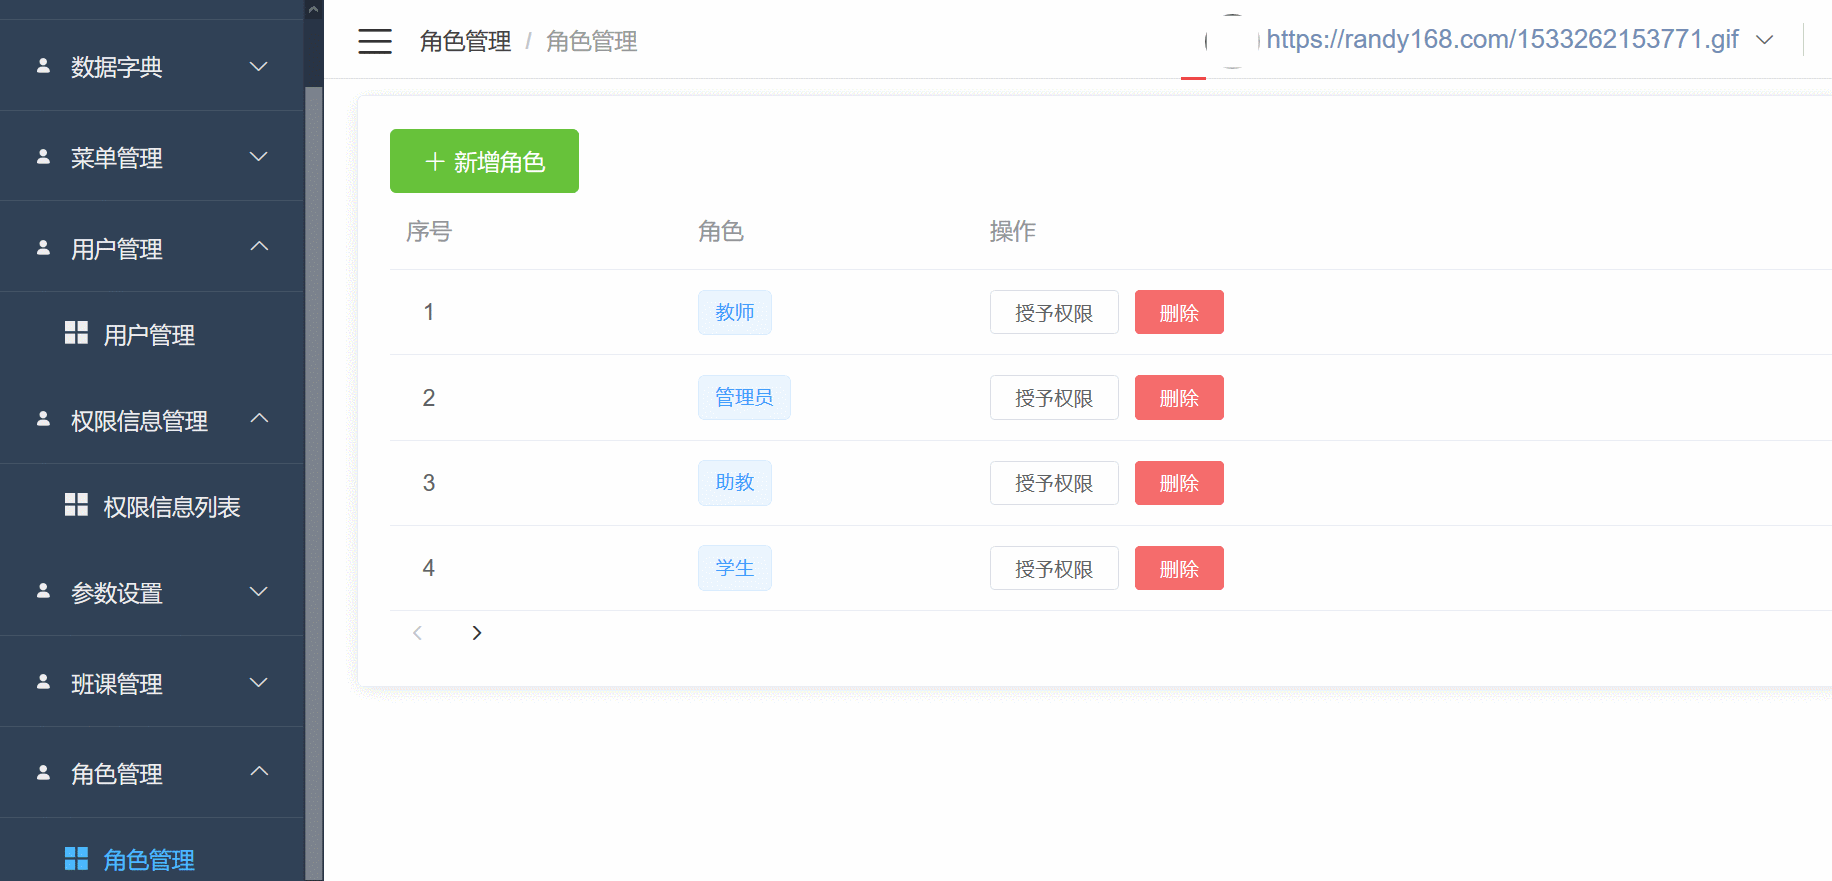 数据字典
菜单管理
用户管理
用户管理
权限信息管理
权限信息列表
参数设置
班课管理
角色管理
角色管理
角色管理 / 角色管理
https://randy168.com/1533262153771.gif
新增角色
序号 角色 操作
1 教师 授予权限 删除
2 管理员 授予权限 删除
3 助教 授予权限 删除
4 学生 授予权限 删除